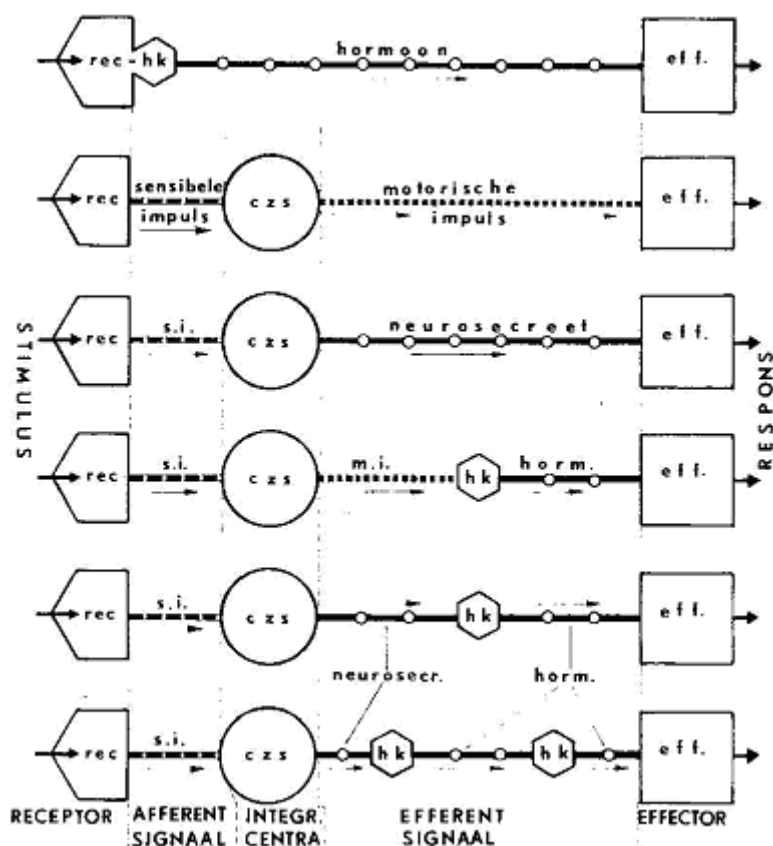 rec-hk hormoon eff.
rec sensibele impuls czs motorische impuls eff.
rec s.i. czs neurosecreet eff.
STIMULUS
RESPONS
rec s.i. czs m.i. hk horm. eff.
rec s.i. czs hk eff.
neurosecr. horm.
rec s.i. czs hk hk eff.
RECEPTOR AFFERENT SIGNAAL INTEGR. CENTRA EFFERENT SIGNAAL EFFECTOR